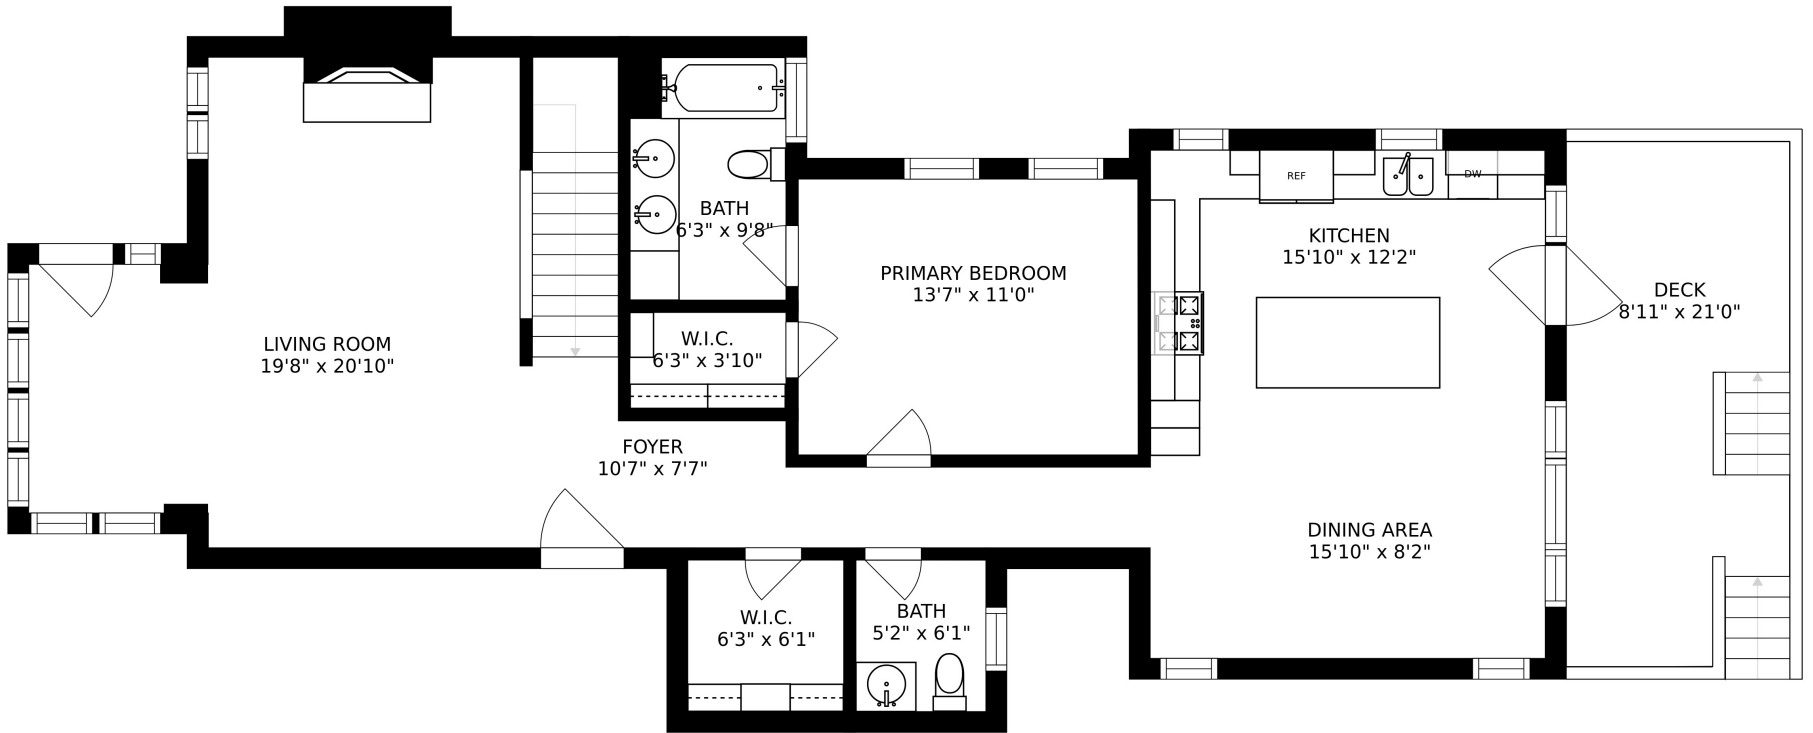 REF
DW
BATH
6'3" x 9'8"
KITCHEN
15'10" x 12'2"
PRIMARY BEDROOM
13'7" x 11'0"
DECK
8'11" x 21'0"
LIVING ROOM
19'8" x 20'10"
W.I.C.
6'3" x 3'10"
FOYER
10'7" x 7'7"
DINING AREA
15'10" x 8'2"
W.I.C.
6'3" x 6'1"
BATH
5'2" x 6'1"